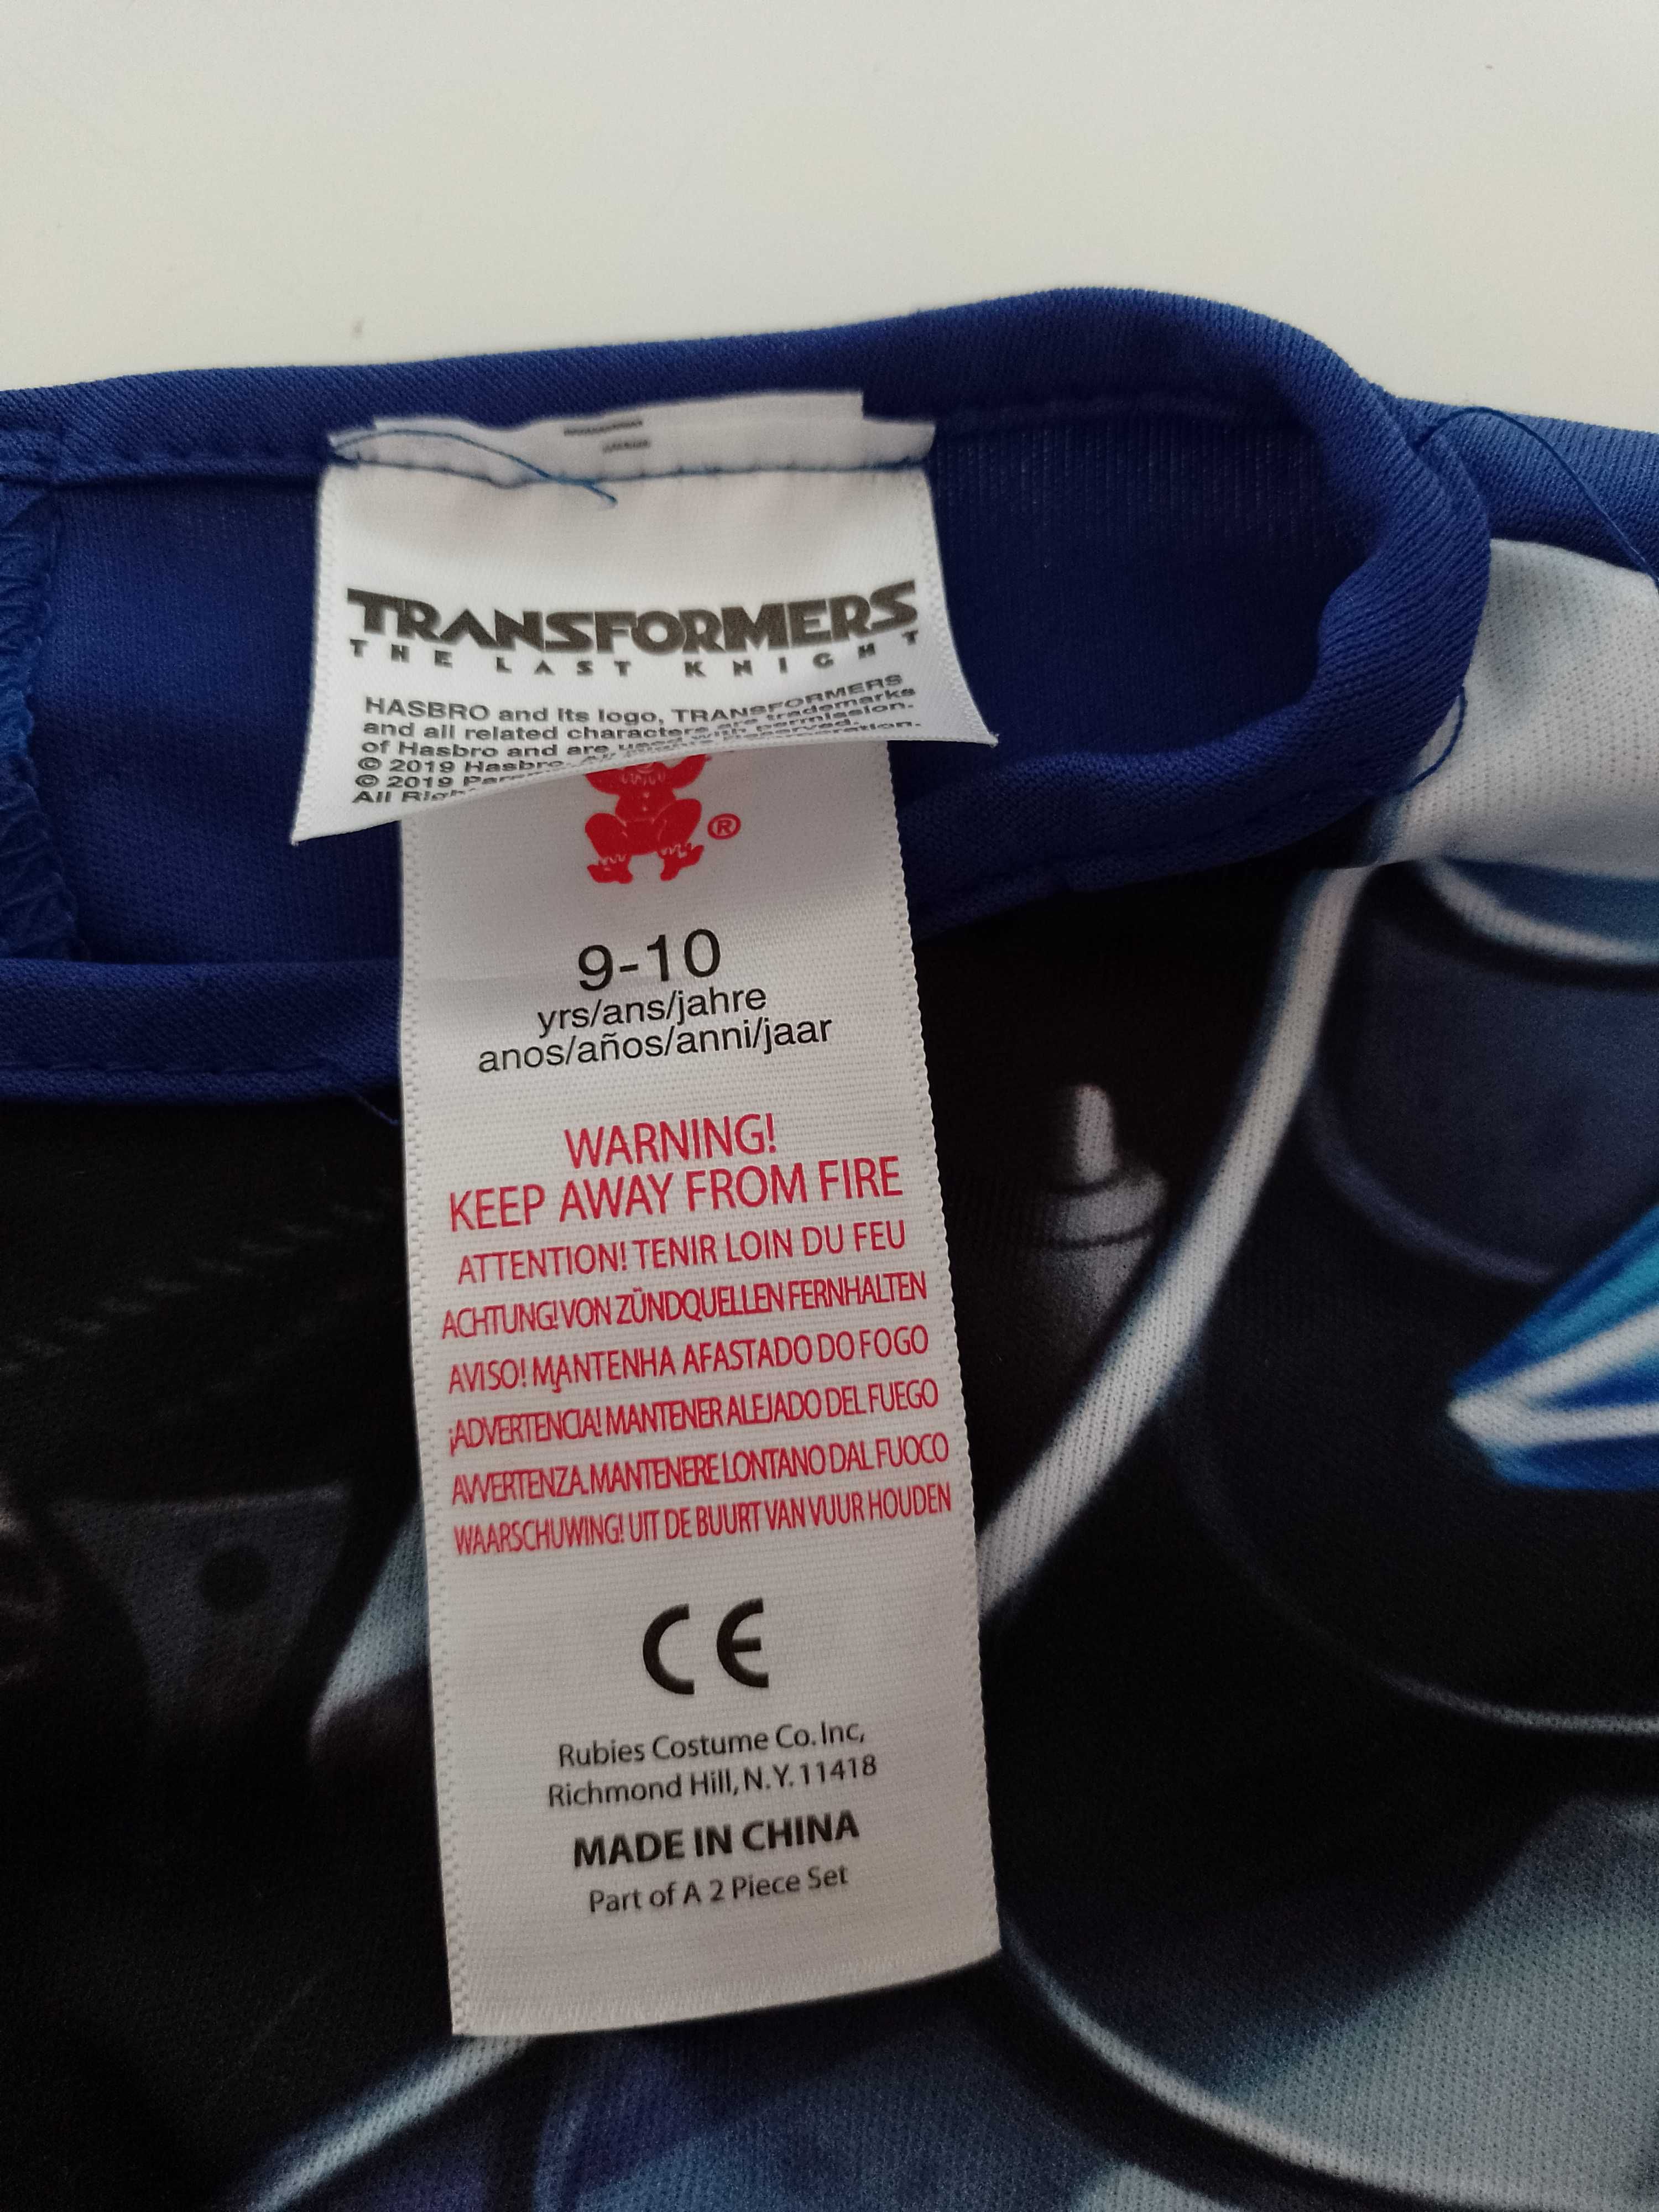 TRANSFORMERS
THE LAST KNIGHT
HASBRO and its logo, TRANSFORMERS
and all related characters are trademarks
of Hasbro and are used with permission.
© 2019 Hasbro. All
© 2019
All
®
9-10
yrs/ans/jahre
anos/años/anni/jaar
WARNING!
KEEP AWAY FROM FIRE
ATTENTION! TENIR LOIN DU FEU
ACHTUNG! VON ZÜNDQUELLEN FERNHALTEN
AVISO! MANTENHA AFASTADO DO FOGO
¡ADVERTENCIA! MANTENER ALEJADO DEL FUEGO
AVVERTENZA. MANTENERE LONTANO DAL FUOCO
WAARSCHUWING! UIT DE BUURT VAN VUUR HOUDEN
CE
Rubies Costume Co. Inc,
Richmond Hill, N.Y. 11418
MADE IN CHINA
Part of A 2 Piece Set